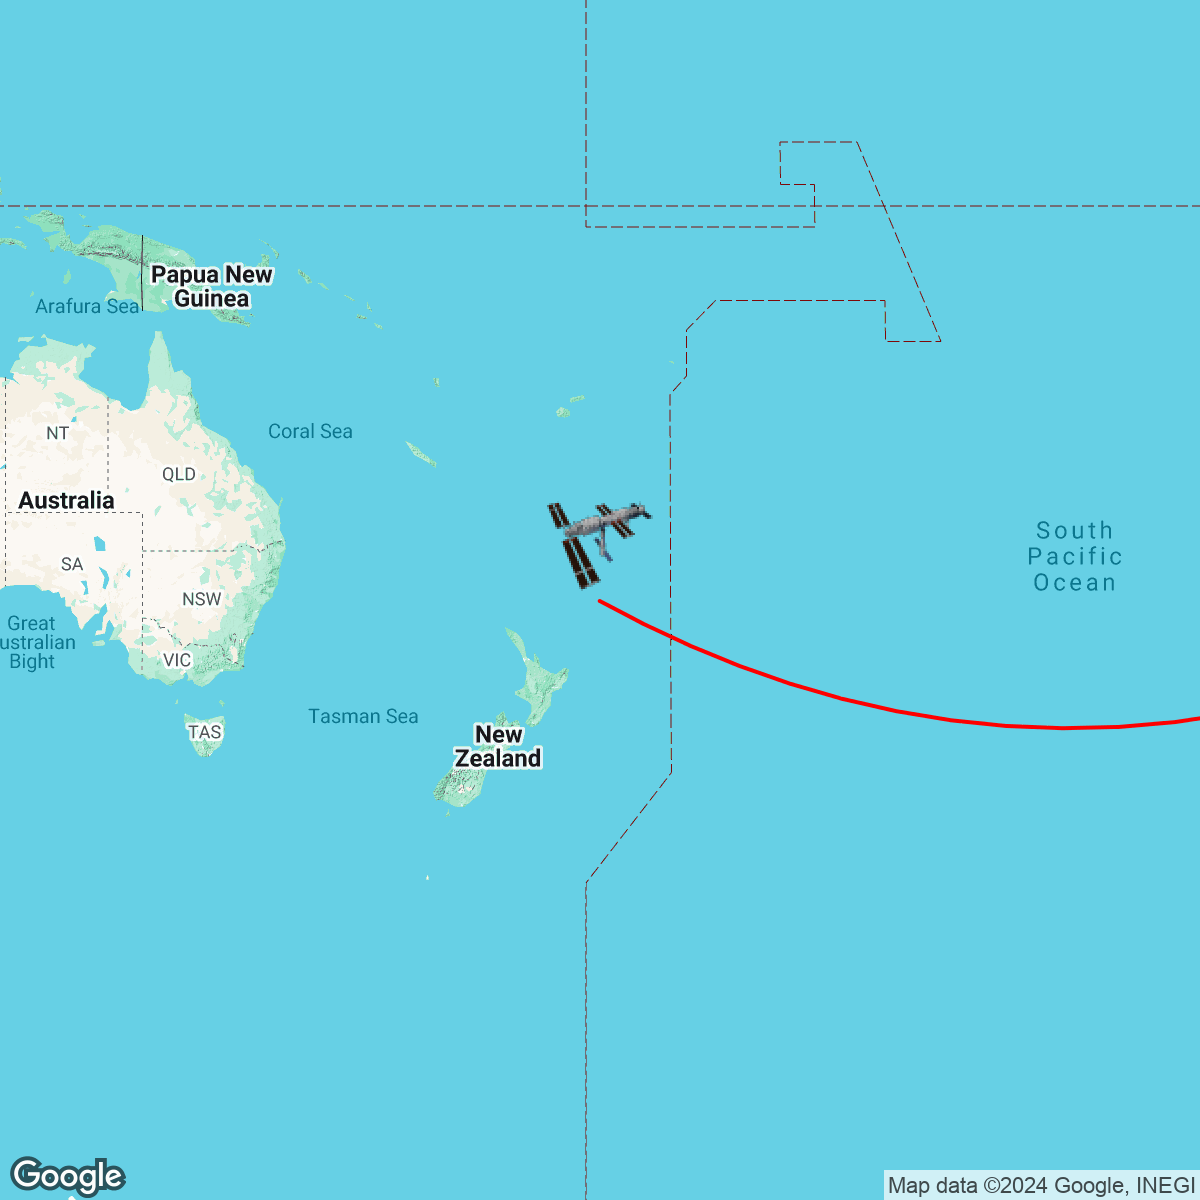 Papua New
Guinea
Arafura Sea
NT
Coral Sea
QLD
Australia
South
Pacific
Ocean
SA
NSW
Great
ustralian
Bight
VIC
TAS
Tasman Sea
New
Zealand
Google
Map data ©2024 Google, INEGI